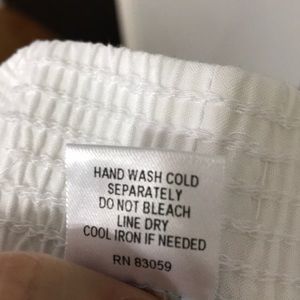 HAND WASH COLD
SEPARATELY
DO NOT BLEACH
LINE DRY
COOL IRON IF NEEDED
RN 83059